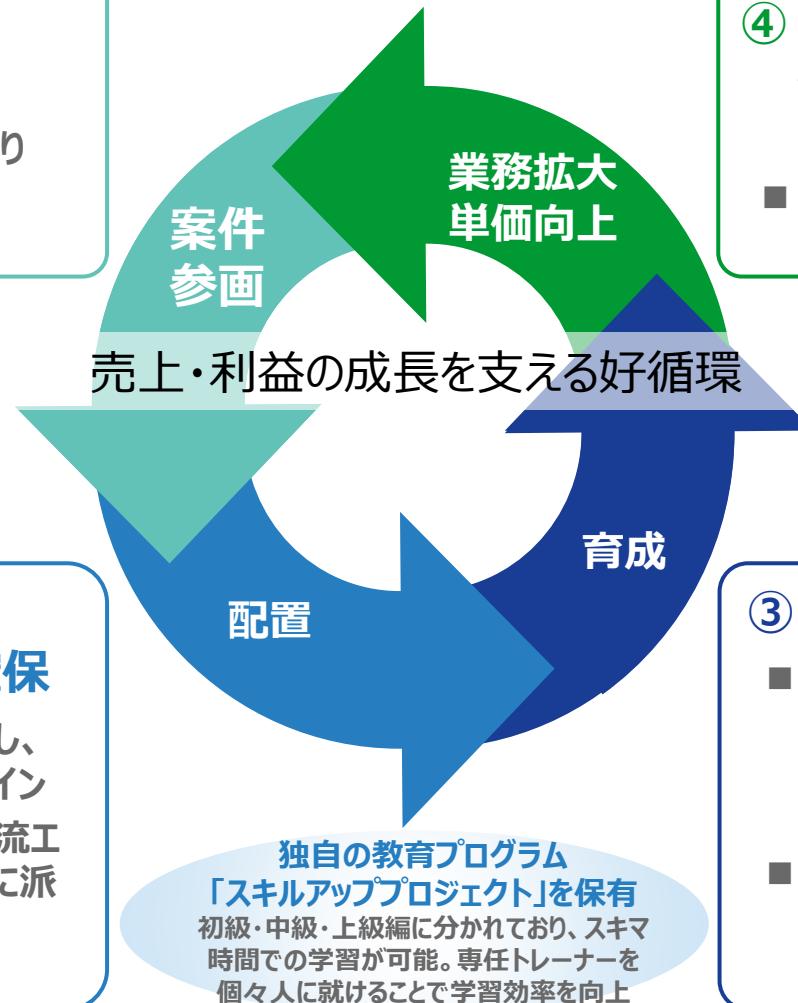 り
④
■
業務拡大
単価向上
案件
参画
売上・利益の成長を支える好循環
育成
配置
保
し、
イン
流工
に派
③
■
■
独自の教育プログラム
「スキルアッププロジェクト」を保有
初級・中級・上級編に分かれており、スキマ
時間での学習が可能。専任トレーナーを
個々人に就けることで学習効率を向上